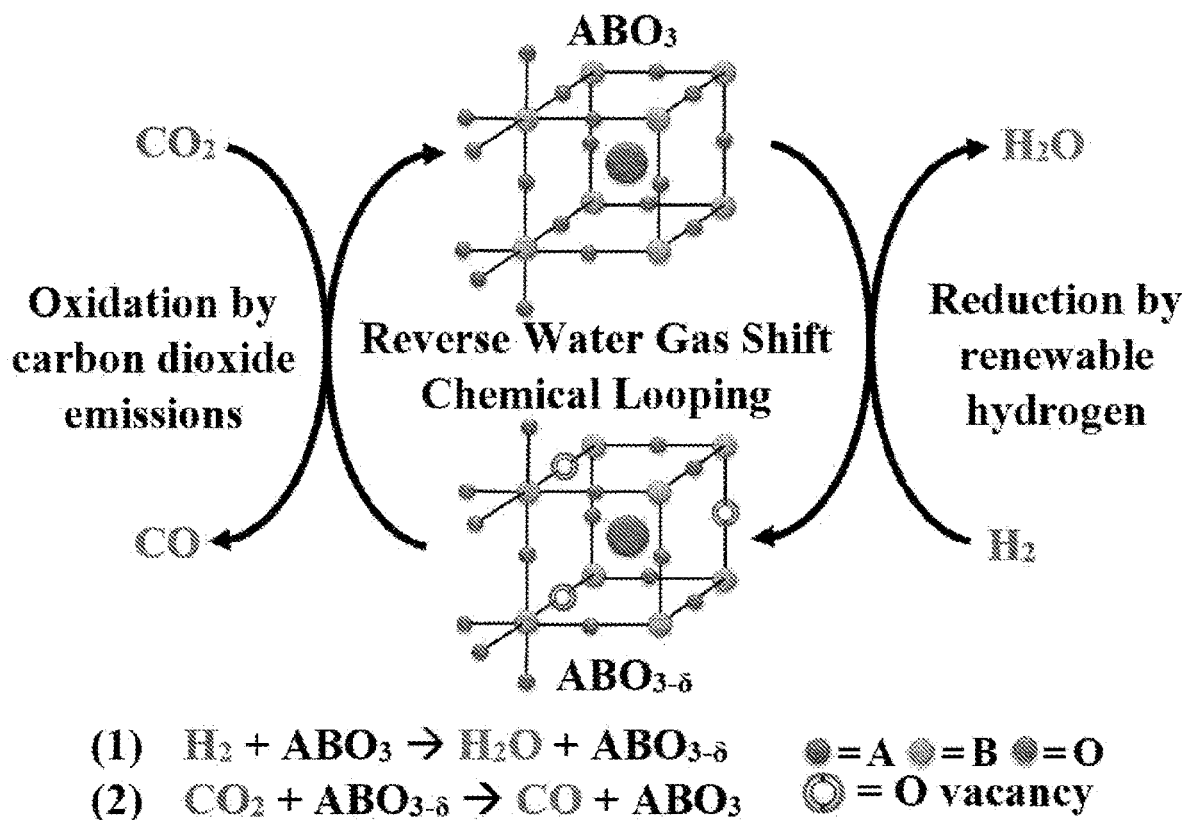 ABO₃
CO₂
H₂O
Oxidation by
carbon dioxide
emissions
Reverse Water Gas Shift
Chemical Looping
Reduction by
renewable
hydrogen
CO
H₂
ABO₃₋δ
(1) H₂ + ABO₃ → H₂O + ABO₃₋δ
(2) CO₂ + ABO₃₋δ → CO + ABO₃
= A = B = O
= O vacancy